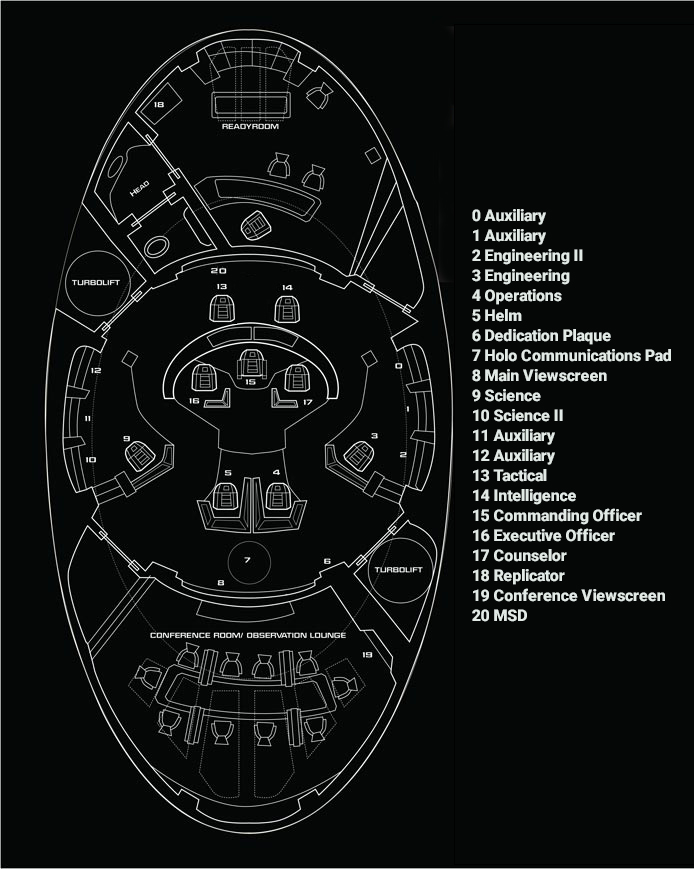 18
READYROOM
HEAD
TURBOLIFT
20
13
14
12
0
15
16
17
11
1
9
3
10
2
5
4
7
6
TURBOLIFT
8
CONFERENCE ROOM/ OBSERVATION LOUNGE
19
0 Auxiliary
1 Auxiliary
2 Engineering II
3 Engineering
4 Operations
5 Helm
6 Dedication Plaque
7 Holo Communications Pad
8 Main Viewscreen
9 Science
10 Science II
11 Auxiliary
12 Auxiliary
13 Tactical
14 Intelligence
15 Commanding Officer
16 Executive Officer
17 Counselor
18 Replicator
19 Conference Viewscreen
20 MSD